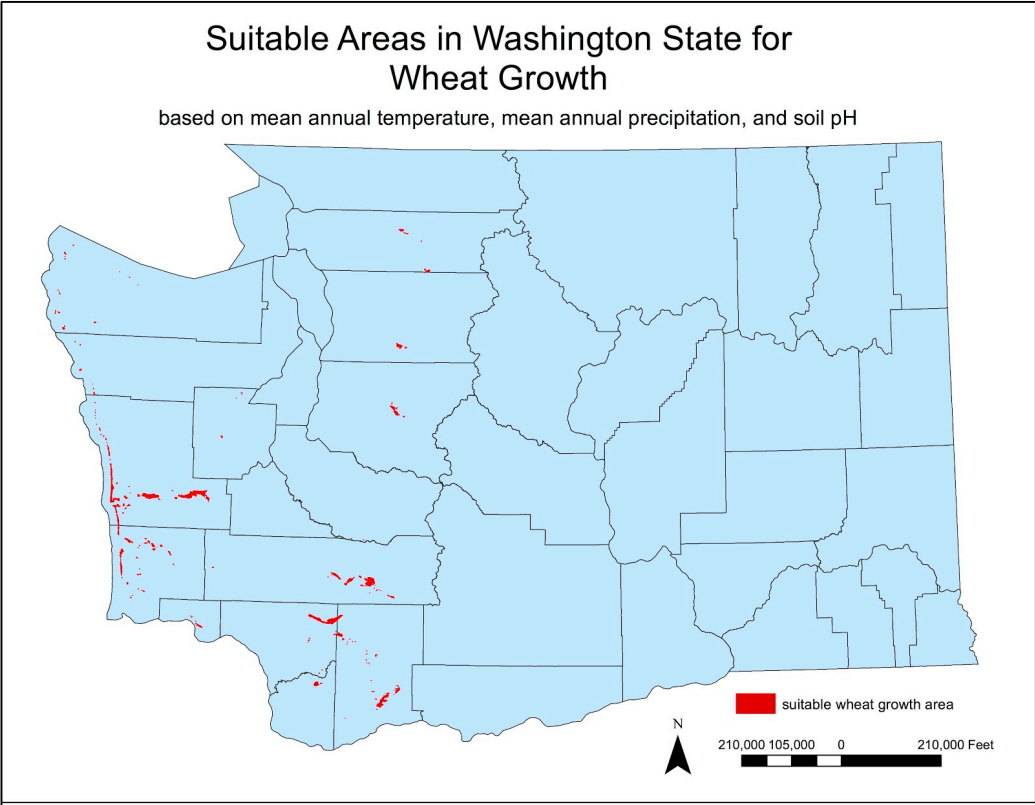 Suitable Areas in Washington State for
Wheat Growth
based on mean annual temperature, mean annual precipitation, and soil pH
suitable wheat growth area
N
210,000 105,000 0 210,000 Feet